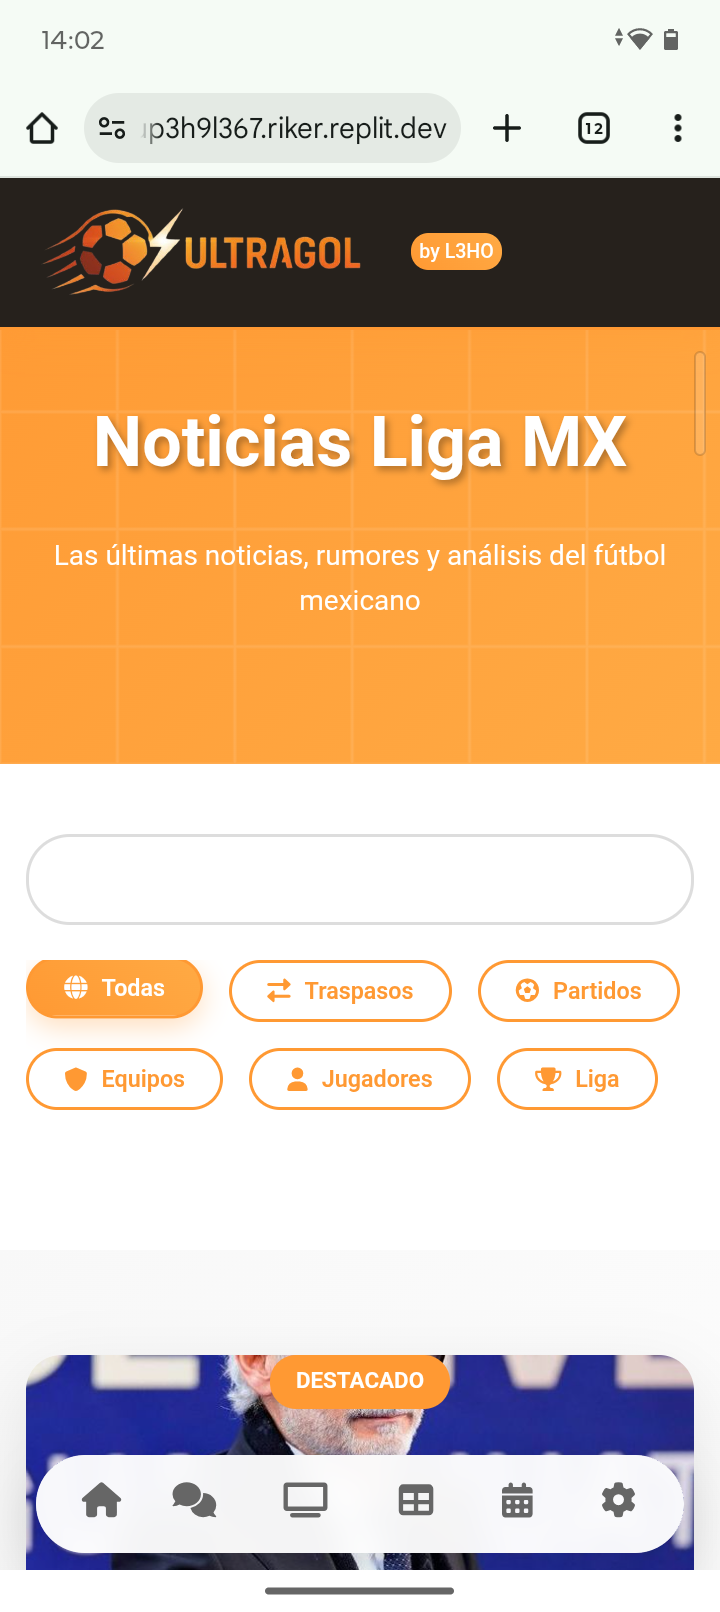 14:02
up3h9l367.riker.replit.dev
12
ULTRAGOL
by L3HO
Noticias Liga MX
Las últimas noticias, rumores y análisis del fútbol
mexicano
Todas
Traspasos
Partidos
Equipos
Jugadores
Liga
DESTACADO